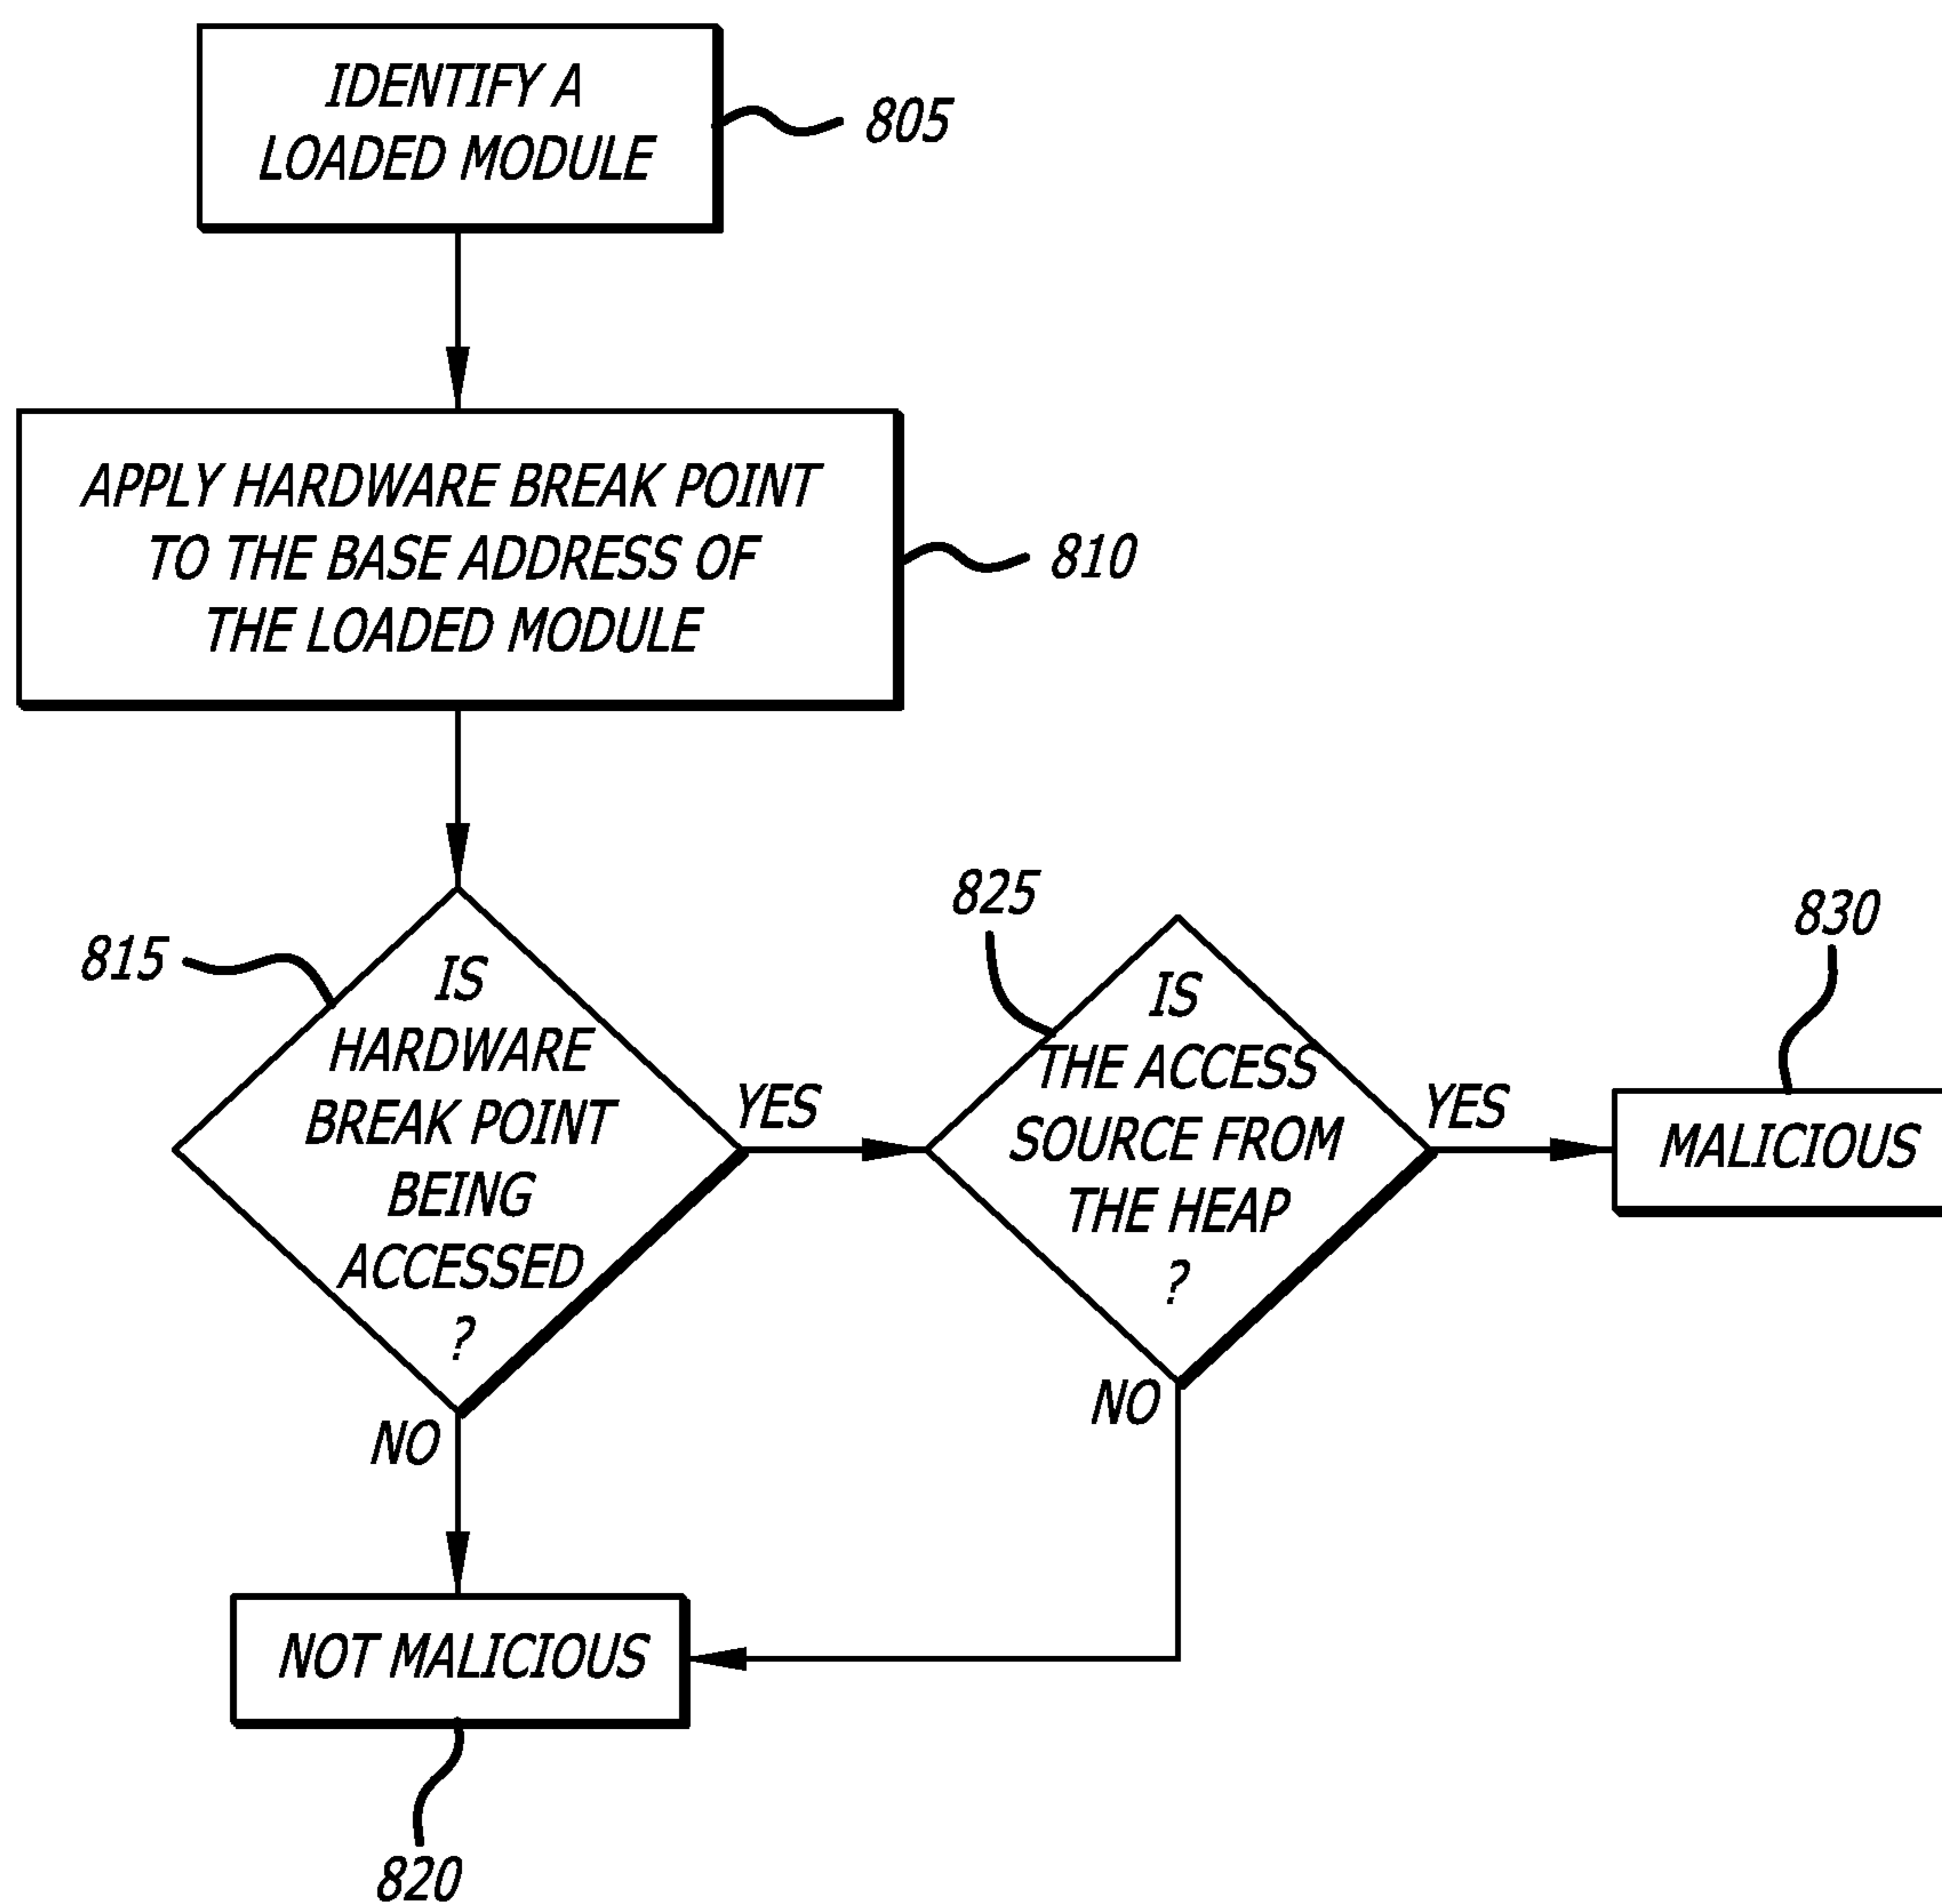 IDENTIFY A
LOADED MODULE
805
APPLY HARDWARE BREAK POINT
TO THE BASE ADDRESS OF
THE LOADED MODULE
810
815
IS
HARDWARE
BREAK POINT
BEING
ACCESSED
?
YES
NO
825
IS
THE ACCESS
SOURCE FROM
THE HEAP
?
YES
NO
830
MALICIOUS
NOT MALICIOUS
820